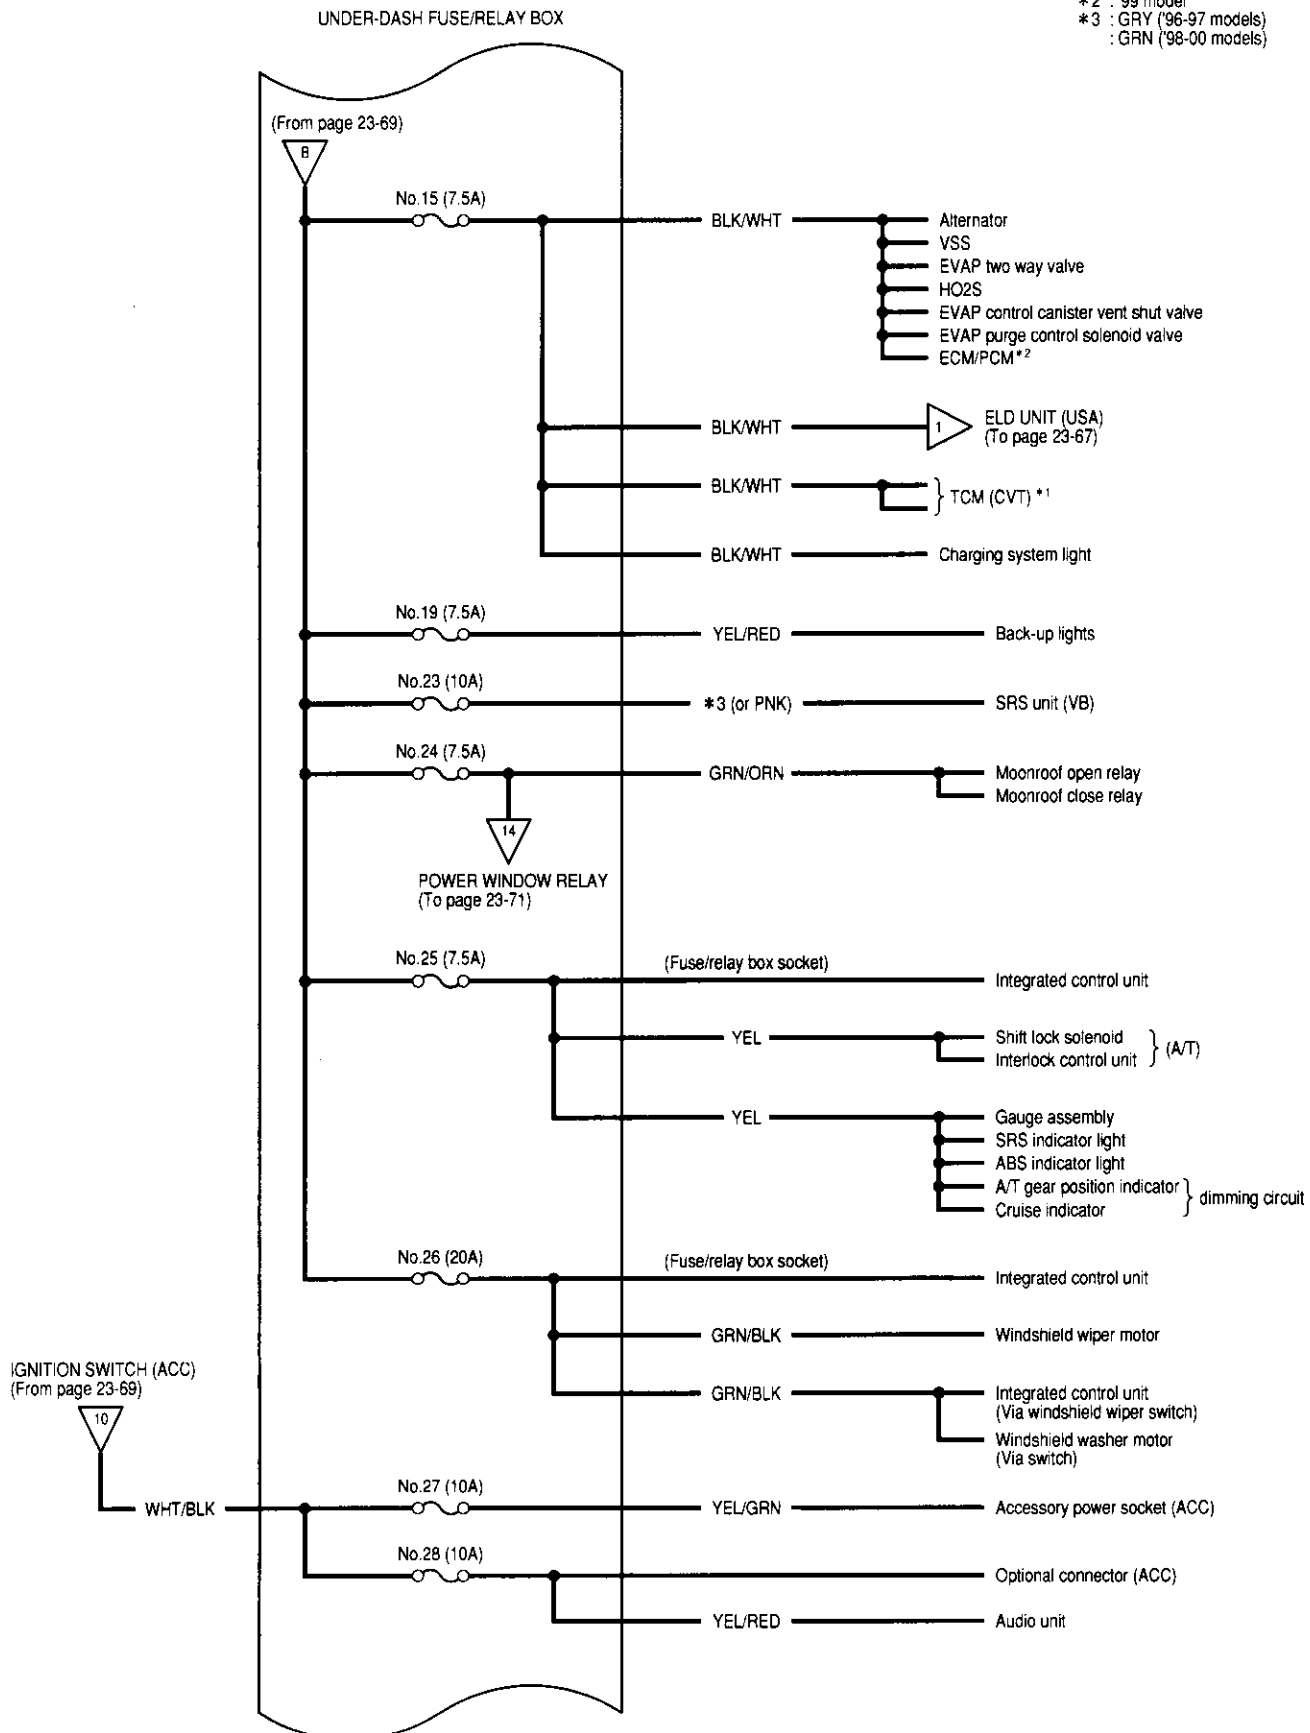 UNDER-DASH FUSE/RELAY BOX
*2 : '99 model
*3 : GRY ('96-97 models)
: GRN ('98-00 models)
(From page 23-69)
B
No.15 (7.5A)
BLK/WHT
Alternator
VSS
EVAP two way valve
HO2S
EVAP control canister vent shut valve
EVAP purge control solenoid valve
ECM/PCM*2
BLK/WHT
1
ELD UNIT (USA)
(To page 23-67)
BLK/WHT
TCM (CVT) *1
BLK/WHT
Charging system light
No.19 (7.5A)
YEL/RED
Back-up lights
No.23 (10A)
*3 (or PNK)
SRS unit (VB)
No.24 (7.5A)
GRN/ORN
Moonroof open relay
Moonroof close relay
14
POWER WINDOW RELAY
(To page 23-71)
No.25 (7.5A)
(Fuse/relay box socket)
Integrated control unit
YEL
Shift lock solenoid
Interlock control unit
(A/T)
YEL
Gauge assembly
SRS indicator light
ABS indicator light
A/T gear position indicator
Cruise indicator
dimming circuit
No.26 (20A)
(Fuse/relay box socket)
Integrated control unit
GRN/BLK
Windshield wiper motor
IGNITION SWITCH (ACC)
(From page 23-69)
10
GRN/BLK
Integrated control unit
(Via windshield wiper switch)
Windshield washer motor
(Via switch)
WHT/BLK
No.27 (10A)
YEL/GRN
Accessory power socket (ACC)
No.28 (10A)
Optional connector (ACC)
YEL/RED
Audio unit